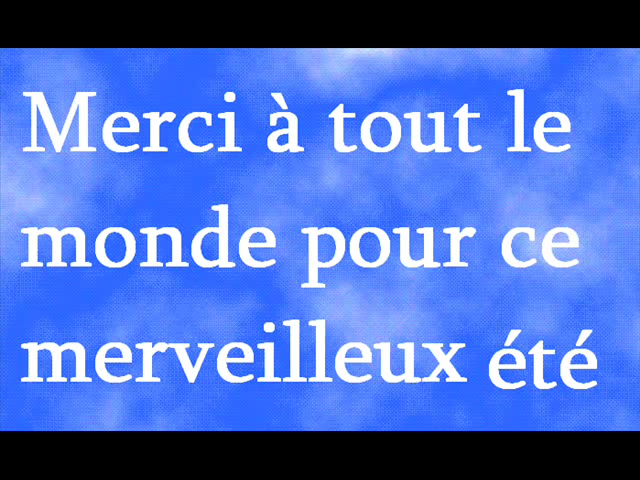 Merci à tout le
monde pour ce
merveilleux été